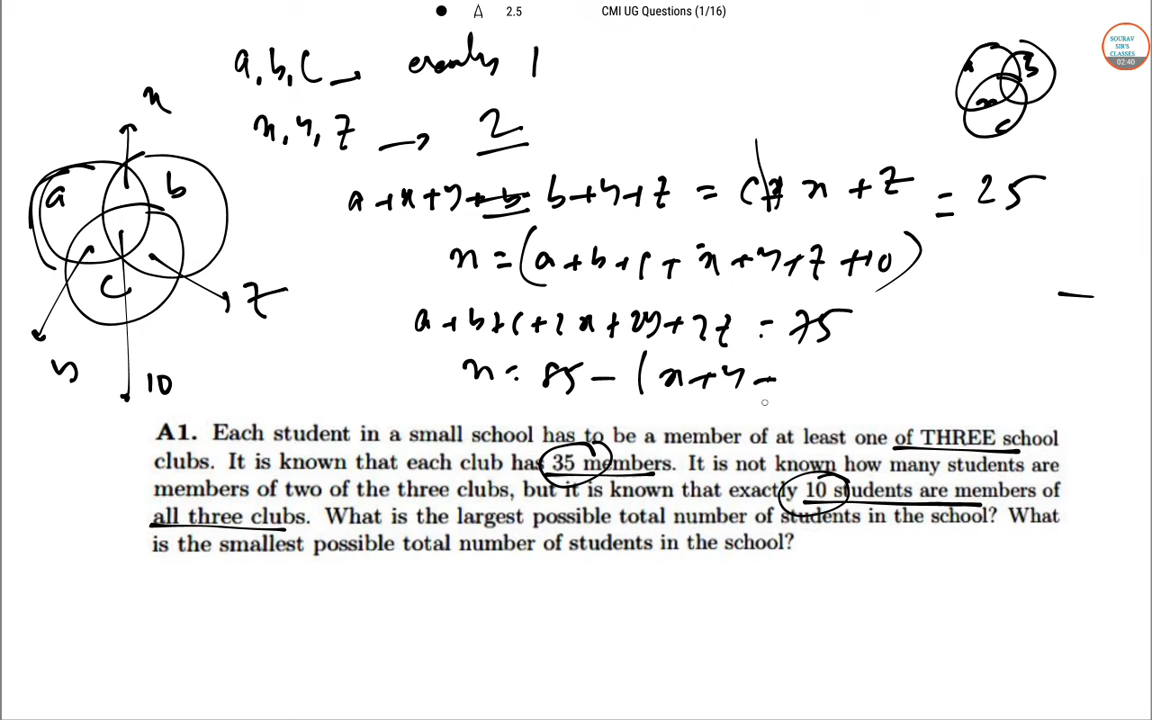 A 2.5 CMI UG Questions (1/16)
SOURAV
SIR'S
CLASSES
02:40
a, b, c → exactly 1
x, y, z → 2
a + x + y b + y + z = c + x + z = 25
n = (a + b + c + x + y + z + 10)
a + b + c + 2x + 2y + 2z = 75
n = 85 - (x + y +
x
a b
c
z
y
10
a B
x
c
A1. Each student in a small school has to be a member of at least one of THREE school
clubs. It is known that each club has 35 members. It is not known how many students are
members of two of the three clubs, but it is known that exactly 10 students are members of
all three clubs. What is the largest possible total number of students in the school? What
is the smallest possible total number of students in the school?